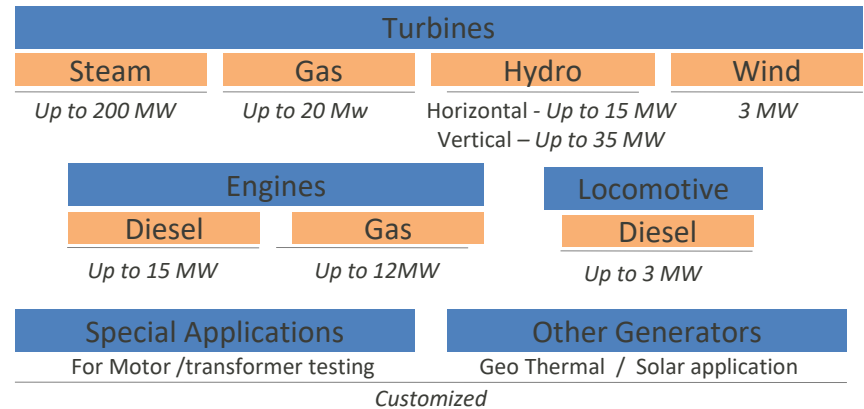 Turbines
Steam Gas Hydro Wind
Up to 200 MW Up to 20 Mw Horizontal - Up to 15 MW 3 MW
Vertical – Up to 35 MW
Engines Locomotive
Diesel Gas Diesel
Up to 15 MW Up to 12MW Up to 3 MW
Special Applications Other Generators
For Motor /transformer testing Geo Thermal / Solar application
Customized